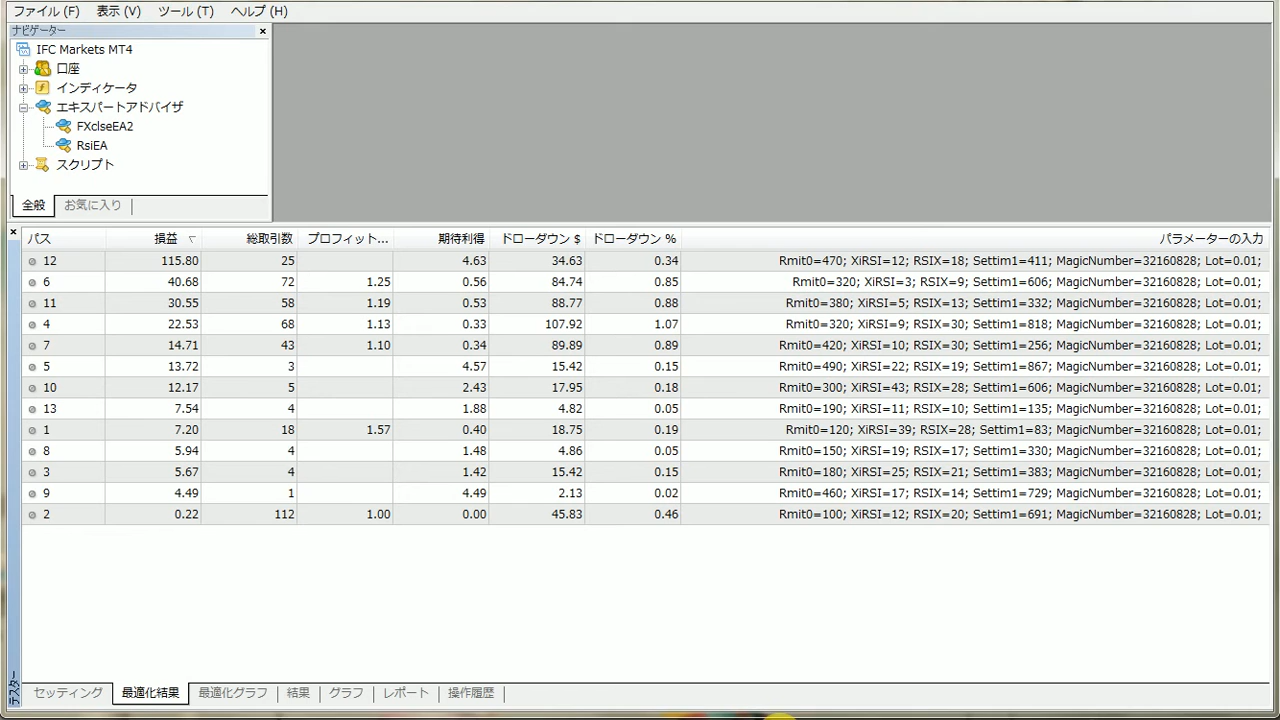 ファイル (F) 表示 (V) ツール (T) ヘルプ (H)
ナビゲーター
IFC Markets MT4
口座
インディケータ
エキスパートアドバイザ
FXclseEA2
RsiEA
スクリプト
全般 お気に入り
パス 損益 総取引数 プロフィット... 期待利得 ドローダウン $ ドローダウン % パラメーターの入力
12 115.80 25 4.63 34.63 0.34 Rmit0=470; XiRSI=12; RSIX=18; Settim1=411; MagicNumber=32160828; Lot=0.01;
6 40.68 72 1.25 0.56 84.74 0.85 Rmit0=320; XiRSI=3; RSIX=9; Settim1=606; MagicNumber=32160828; Lot=0.01;
11 30.55 58 1.19 0.53 88.77 0.88 Rmit0=380; XiRSI=5; RSIX=13; Settim1=332; MagicNumber=32160828; Lot=0.01;
4 22.53 68 1.13 0.33 107.92 1.07 Rmit0=320; XiRSI=9; RSIX=30; Settim1=818; MagicNumber=32160828; Lot=0.01;
7 14.71 43 1.10 0.34 89.89 0.89 Rmit0=420; XiRSI=10; RSIX=30; Settim1=256; MagicNumber=32160828; Lot=0.01;
5 13.72 3 4.57 15.42 0.15 Rmit0=490; XiRSI=22; RSIX=19; Settim1=867; MagicNumber=32160828; Lot=0.01;
10 12.17 5 2.43 17.95 0.18 Rmit0=300; XiRSI=43; RSIX=28; Settim1=606; MagicNumber=32160828; Lot=0.01;
13 7.54 4 1.88 4.82 0.05 Rmit0=190; XiRSI=11; RSIX=10; Settim1=135; MagicNumber=32160828; Lot=0.01;
1 7.20 18 1.57 0.40 18.75 0.19 Rmit0=120; XiRSI=39; RSIX=28; Settim1=83; MagicNumber=32160828; Lot=0.01;
8 5.94 4 1.48 4.86 0.05 Rmit0=150; XiRSI=19; RSIX=17; Settim1=330; MagicNumber=32160828; Lot=0.01;
3 5.67 4 1.42 15.42 0.15 Rmit0=180; XiRSI=25; RSIX=21; Settim1=383; MagicNumber=32160828; Lot=0.01;
9 4.49 1 4.49 2.13 0.02 Rmit0=460; XiRSI=17; RSIX=14; Settim1=729; MagicNumber=32160828; Lot=0.01;
2 0.22 112 1.00 0.00 45.83 0.46 Rmit0=100; XiRSI=12; RSIX=20; Settim1=691; MagicNumber=32160828; Lot=0.01;
テスター
セッティング 最適化結果 最適化グラフ 結果 グラフ レポート 操作履歴